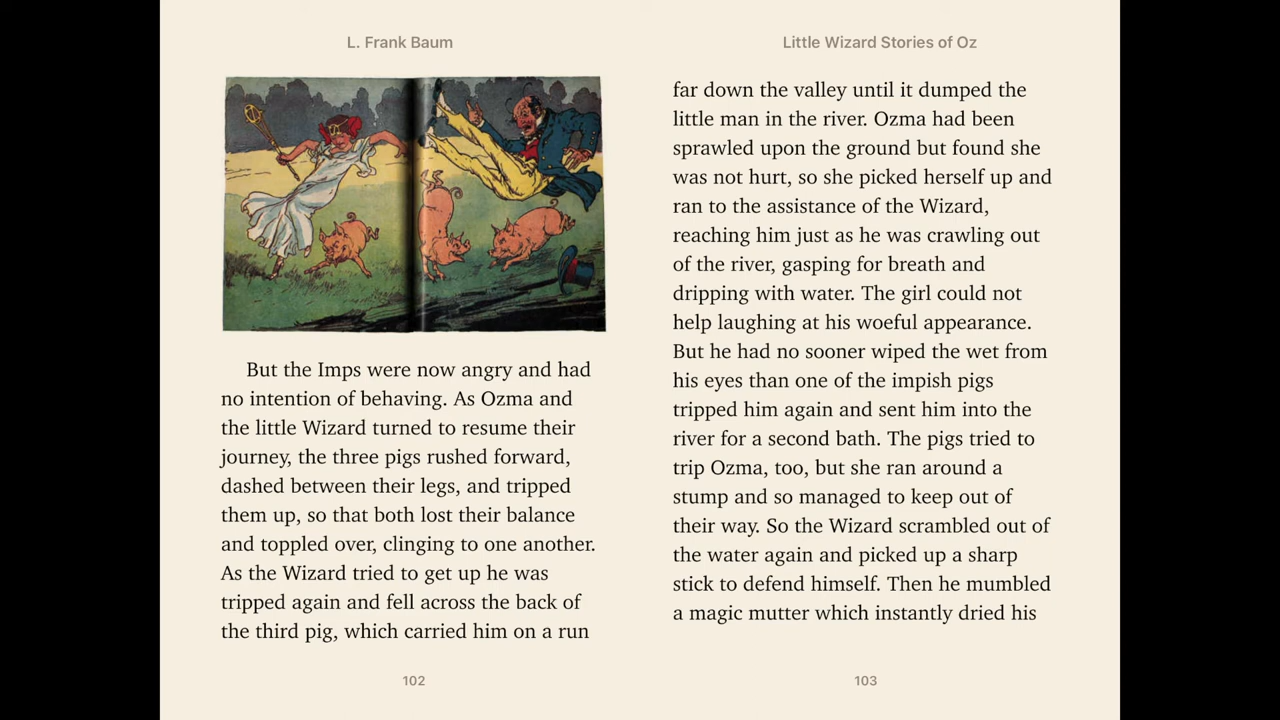 L. Frank Baum
But the Imps were now angry and had
no intention of behaving. As Ozma and
the little Wizard turned to resume their
journey, the three pigs rushed forward,
dashed between their legs, and tripped
them up, so that both lost their balance
and toppled over, clinging to one another.
As the Wizard tried to get up he was
tripped again and fell across the back of
the third pig, which carried him on a run
102
Little Wizard Stories of Oz
far down the valley until it dumped the
little man in the river. Ozma had been
sprawled upon the ground but found she
was not hurt, so she picked herself up and
ran to the assistance of the Wizard,
reaching him just as he was crawling out
of the river, gasping for breath and
dripping with water. The girl could not
help laughing at his woeful appearance.
But he had no sooner wiped the wet from
his eyes than one of the impish pigs
tripped him again and sent him into the
river for a second bath. The pigs tried to
trip Ozma, too, but she ran around a
stump and so managed to keep out of
their way. So the Wizard scrambled out of
the water again and picked up a sharp
stick to defend himself. Then he mumbled
a magic mutter which instantly dried his
103